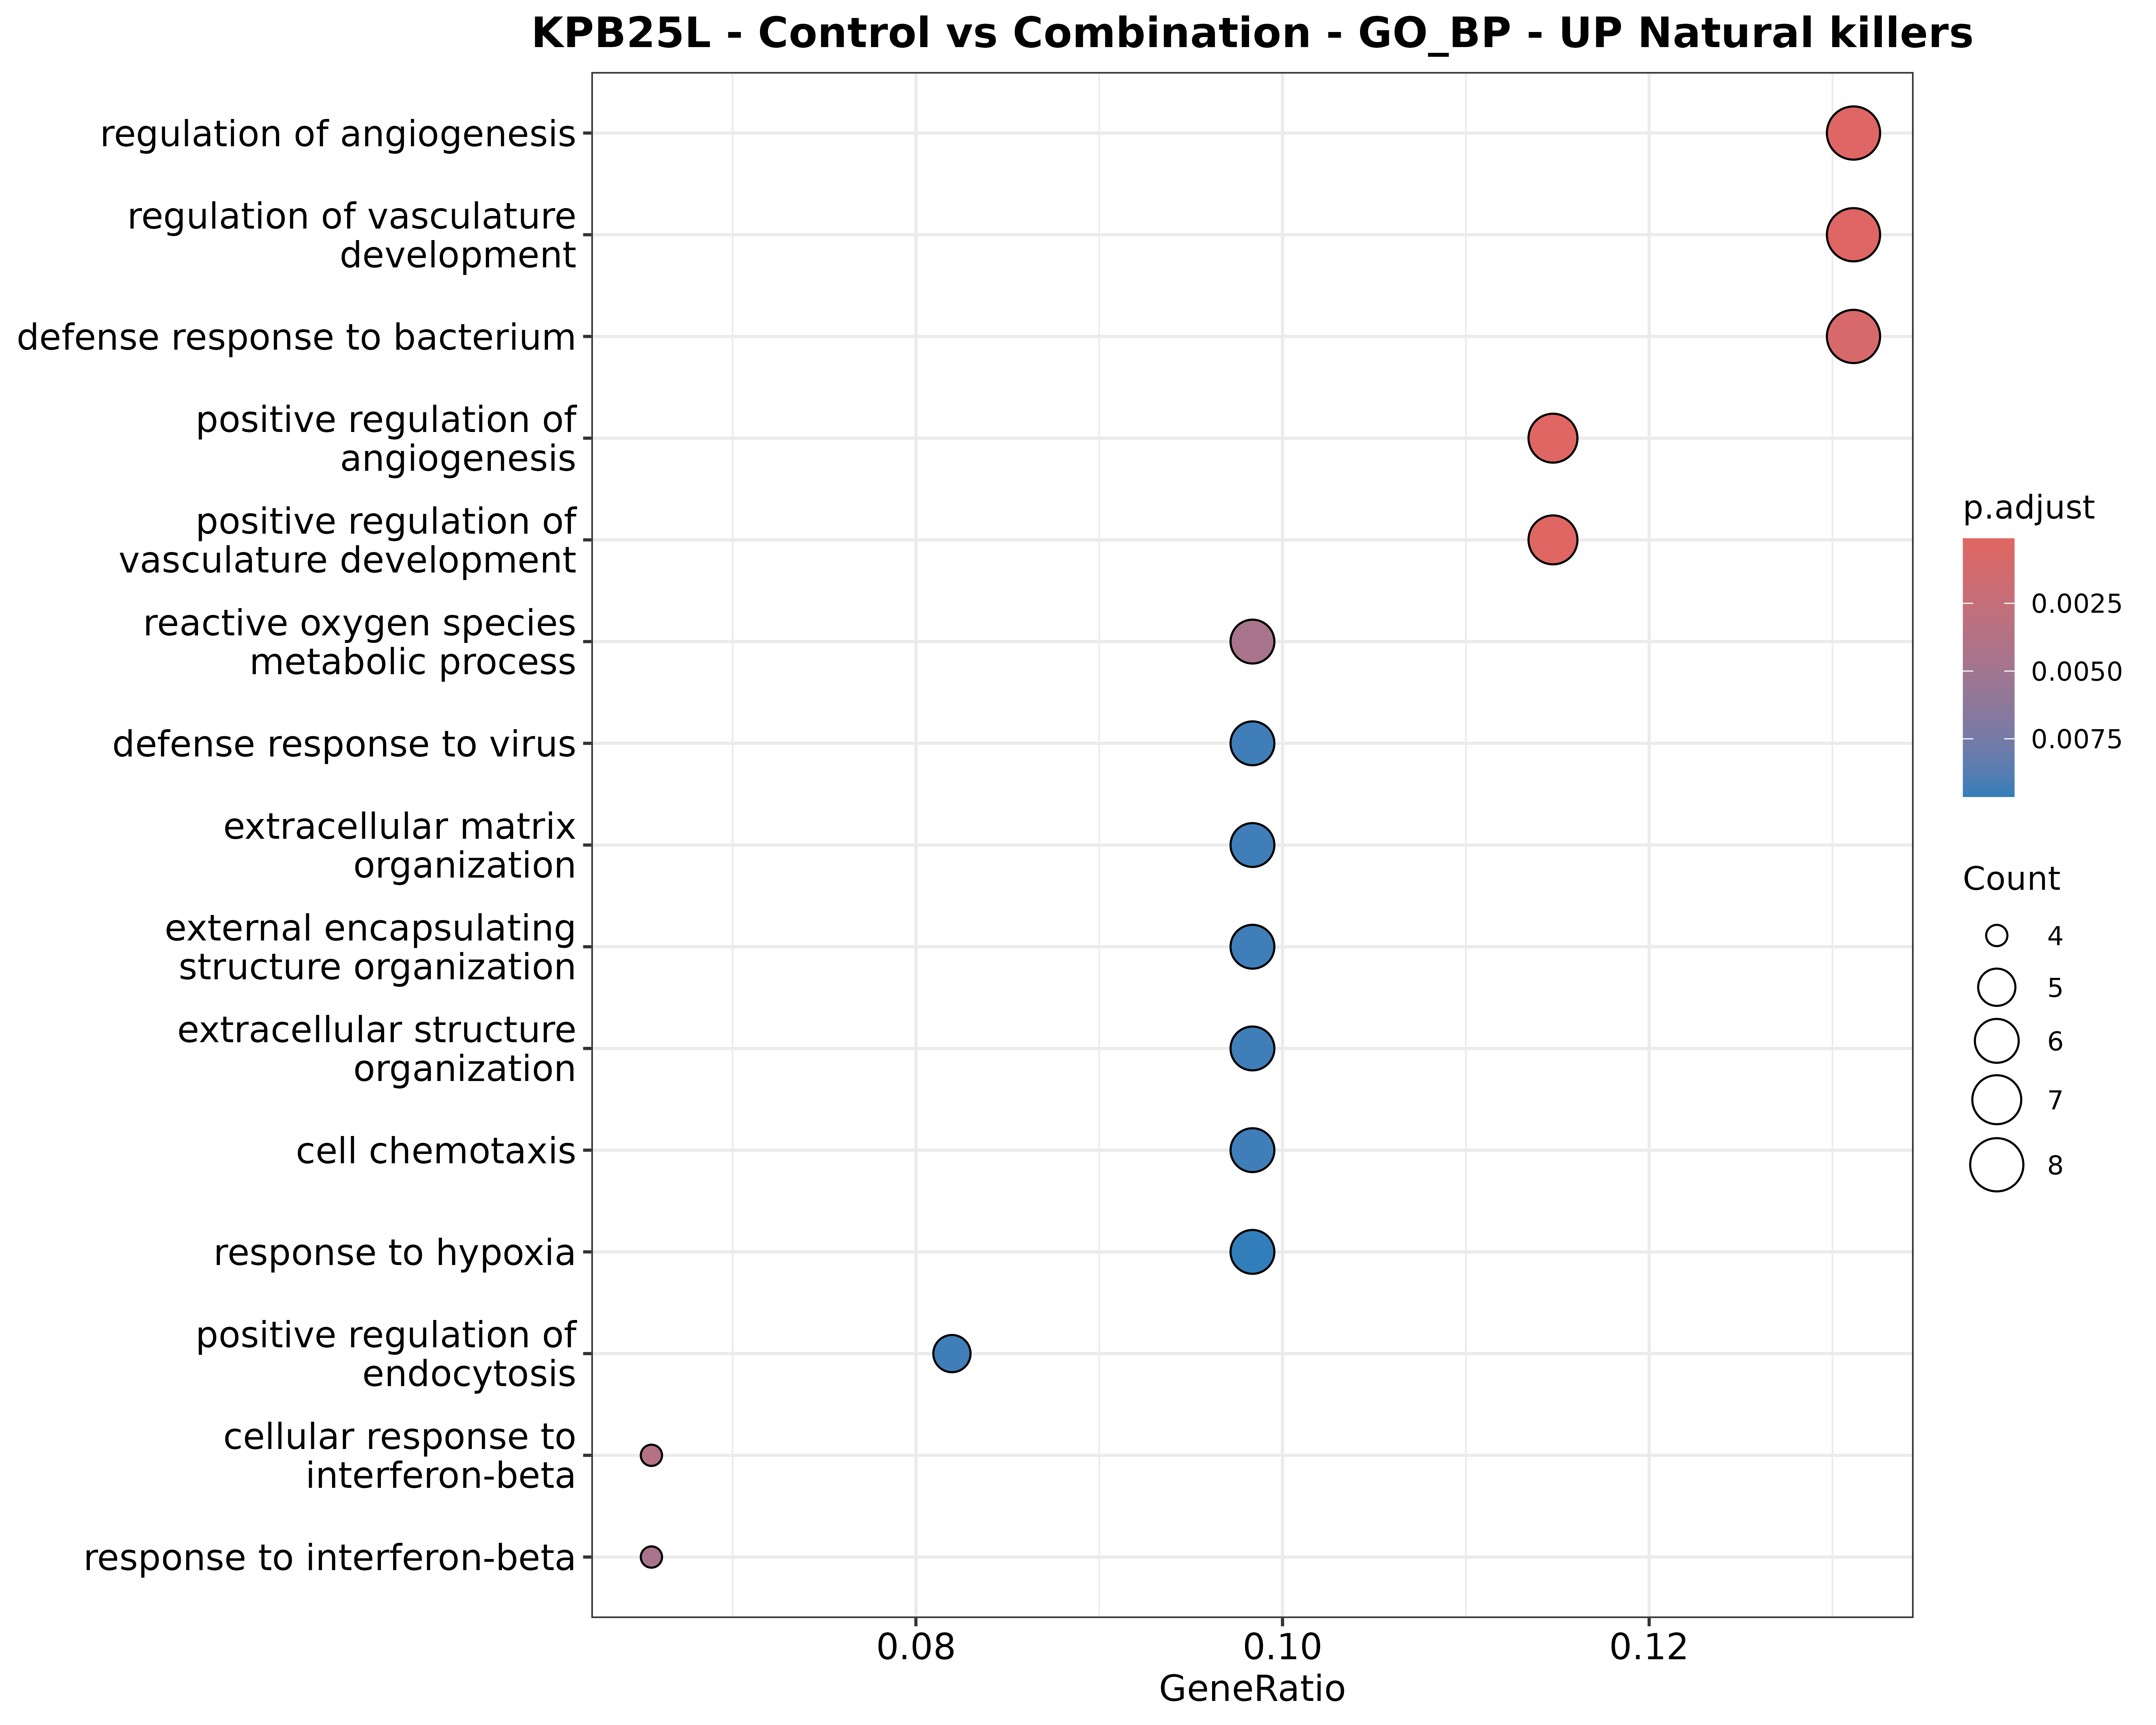 KPB25L - Control vs Combination - GO_BP - UP Natural killers
regulation of angiogenesis
regulation of vasculature
development
defense response to bacterium
positive regulation of
angiogenesis
positive regulation of
vasculature development
reactive oxygen species
metabolic process
defense response to virus
extracellular matrix
organization
external encapsulating
structure organization
extracellular structure
organization
cell chemotaxis
response to hypoxia
positive regulation of
endocytosis
cellular response to
interferon-beta
response to interferon-beta
0.08
0.10
0.12
GeneRatio
p.adjust
0.0025
0.0050
0.0075
Count
4
5
6
7
8